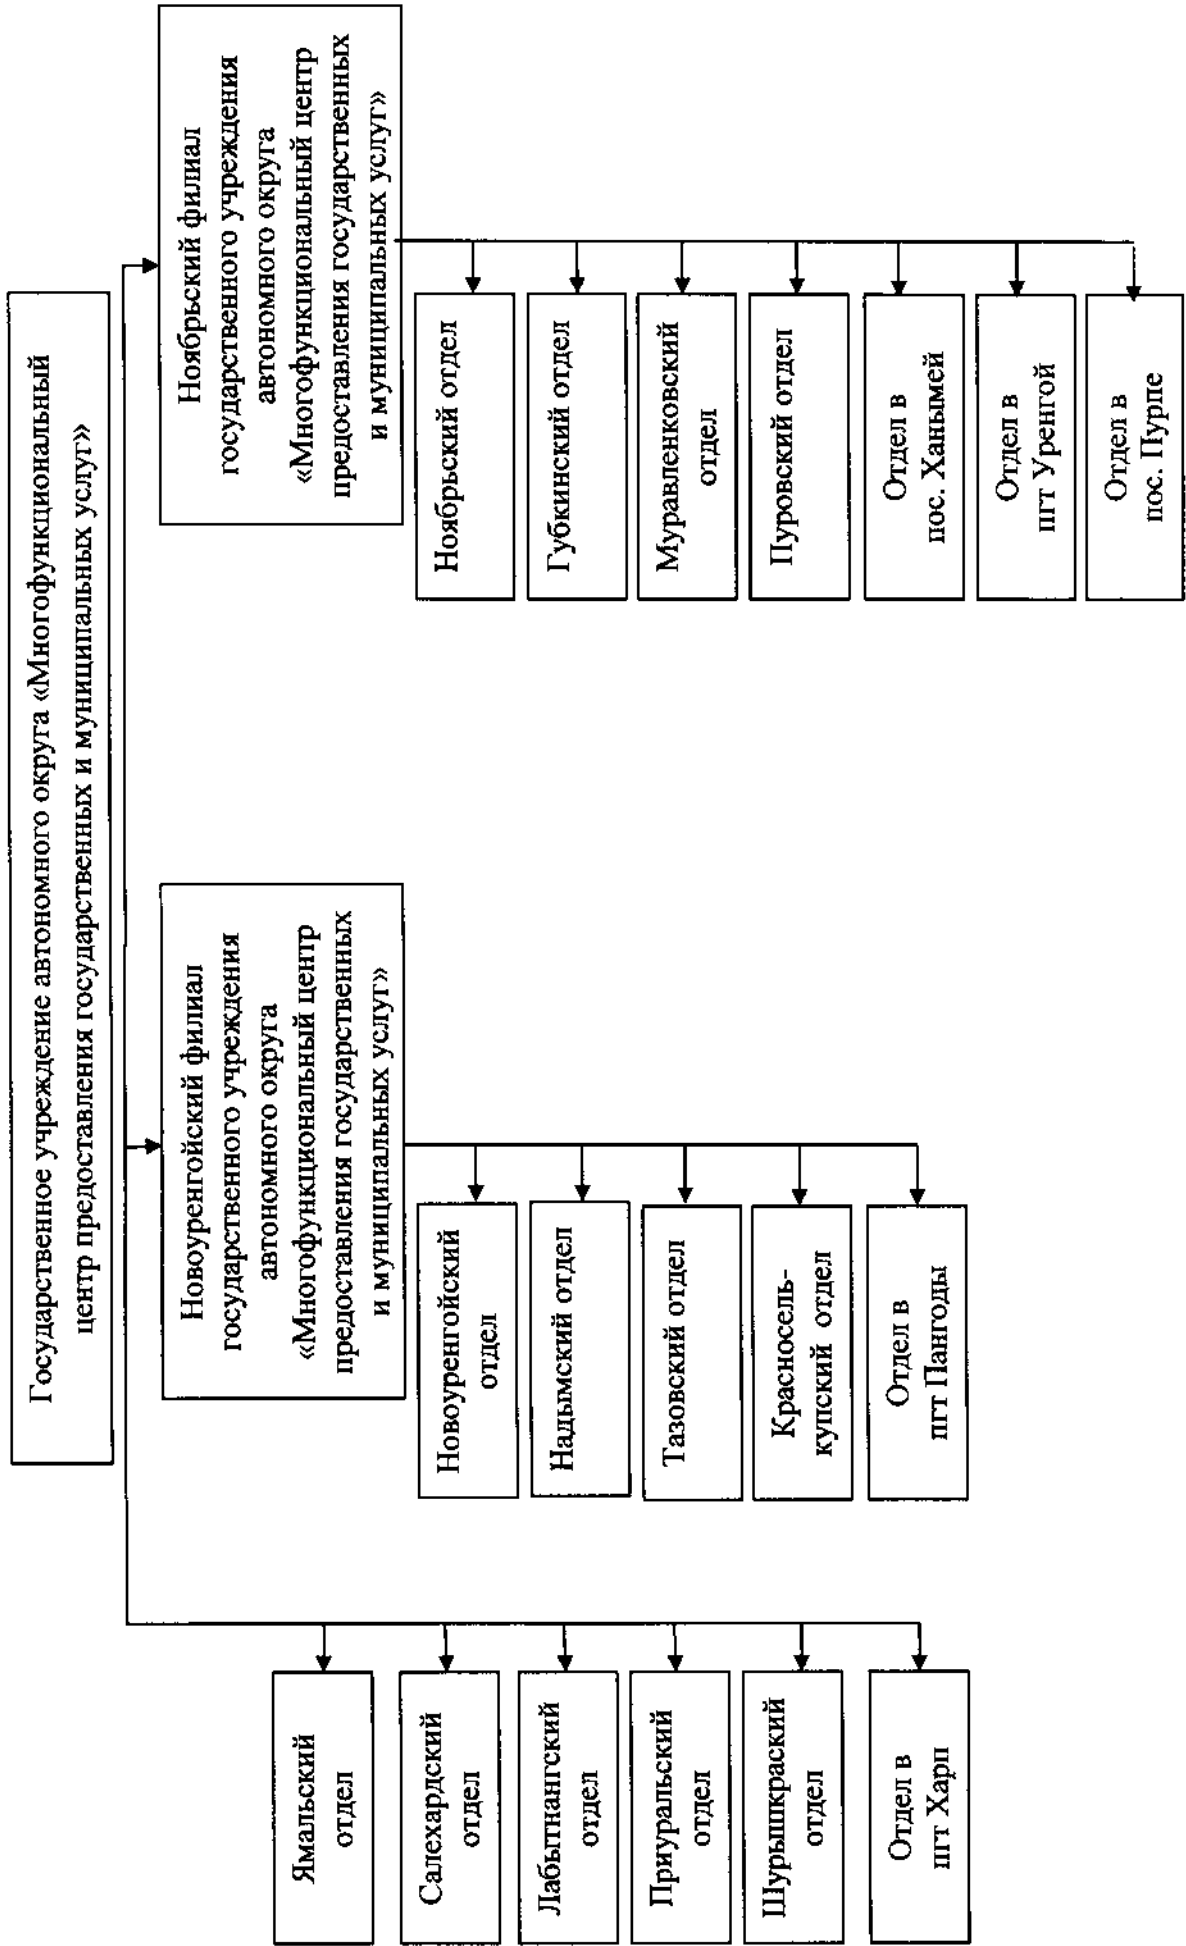 Государственное учреждение автономного округа «Многофункциональный
центр предоставления государственных и муниципальных услуг»
Ямальский
отдел
Салехардский
отдел
Лабытнангский
отдел
Приуральский
отдел
Шурышкраский
отдел
Отдел в
пгт Харп
Новоуренгойский филиал
государственного учреждения
автономного округа
«Многофункциональный центр
предоставления государственных
и муниципальных услуг»
Новоуренгойский
отдел
Надымский отдел
Тазовский отдел
Красносель-
купский отдел
Отдел в
пгт Пангоды
Ноябрьский филиал
государственного учреждения
автономного округа
«Многофункциональный центр
предоставления государственных
и муниципальных услуг»
Ноябрьский отдел
Губкинский отдел
Муравленковский
отдел
Пуровский отдел
Отдел в
пос. Ханымей
Отдел в
пгт Уренгой
Отдел в
пос. Пурпе